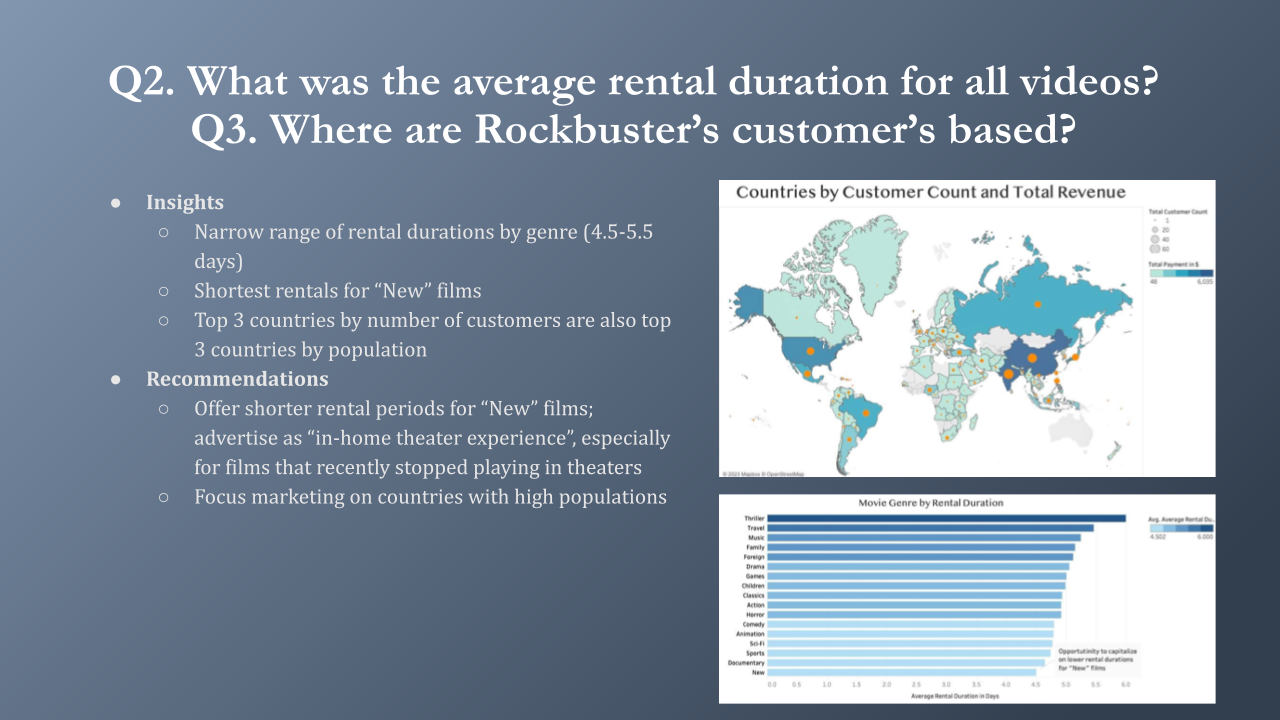 Q2. What was the average rental duration for all videos?
Q3. Where are Rockbuster’s customer’s based?
● Insights
○ Narrow range of rental durations by genre (4.5-5.5
days)
○ Shortest rentals for “New” films
○ Top 3 countries by number of customers are also top
3 countries by population
● Recommendations
○ Offer shorter rental periods for “New” films;
advertise as “in-home theater experience”, especially
for films that recently stopped playing in theaters
○ Focus marketing on countries with high populations
Countries by Customer Count and Total Revenue
Total Customer Count
1
20
40
60
Total Payment in $
48 6,035
© 2023 Mapbox © OpenStreetMap
Movie Genre by Rental Duration
Thriller
Travel
Music
Family
Foreign
Drama
Games
Children
Classics
Action
Horror
Comedy
Animation
Sci-Fi
Sports
Documentary
New
Opportutinity to capitalize
on lower rental durations
for "New" films
0.0 0.5 1.0 1.5 2.0 2.5 3.0 3.5 4.0 4.5 5.0 5.5 6.0
Average Rental Duration in Days
Avg. Average Rental Du..
4.502 6.000